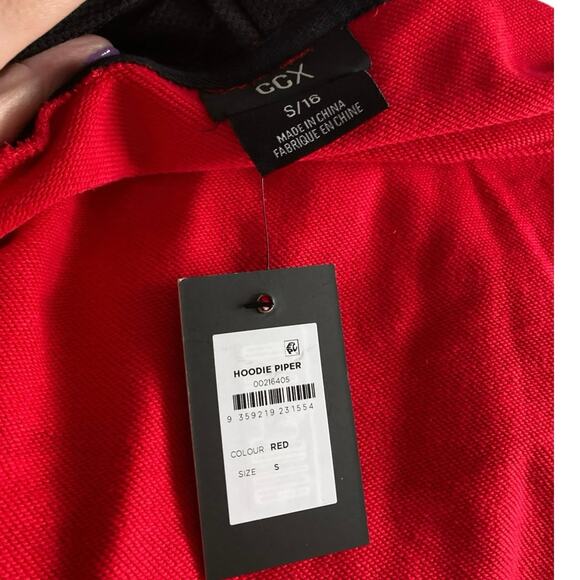 CCX
S/16
MADE IN CHINA
FABRIQUE EN CHINE
HOODIE PIPER
00216405
9 359219 231554
COLOUR RED
SIZE S